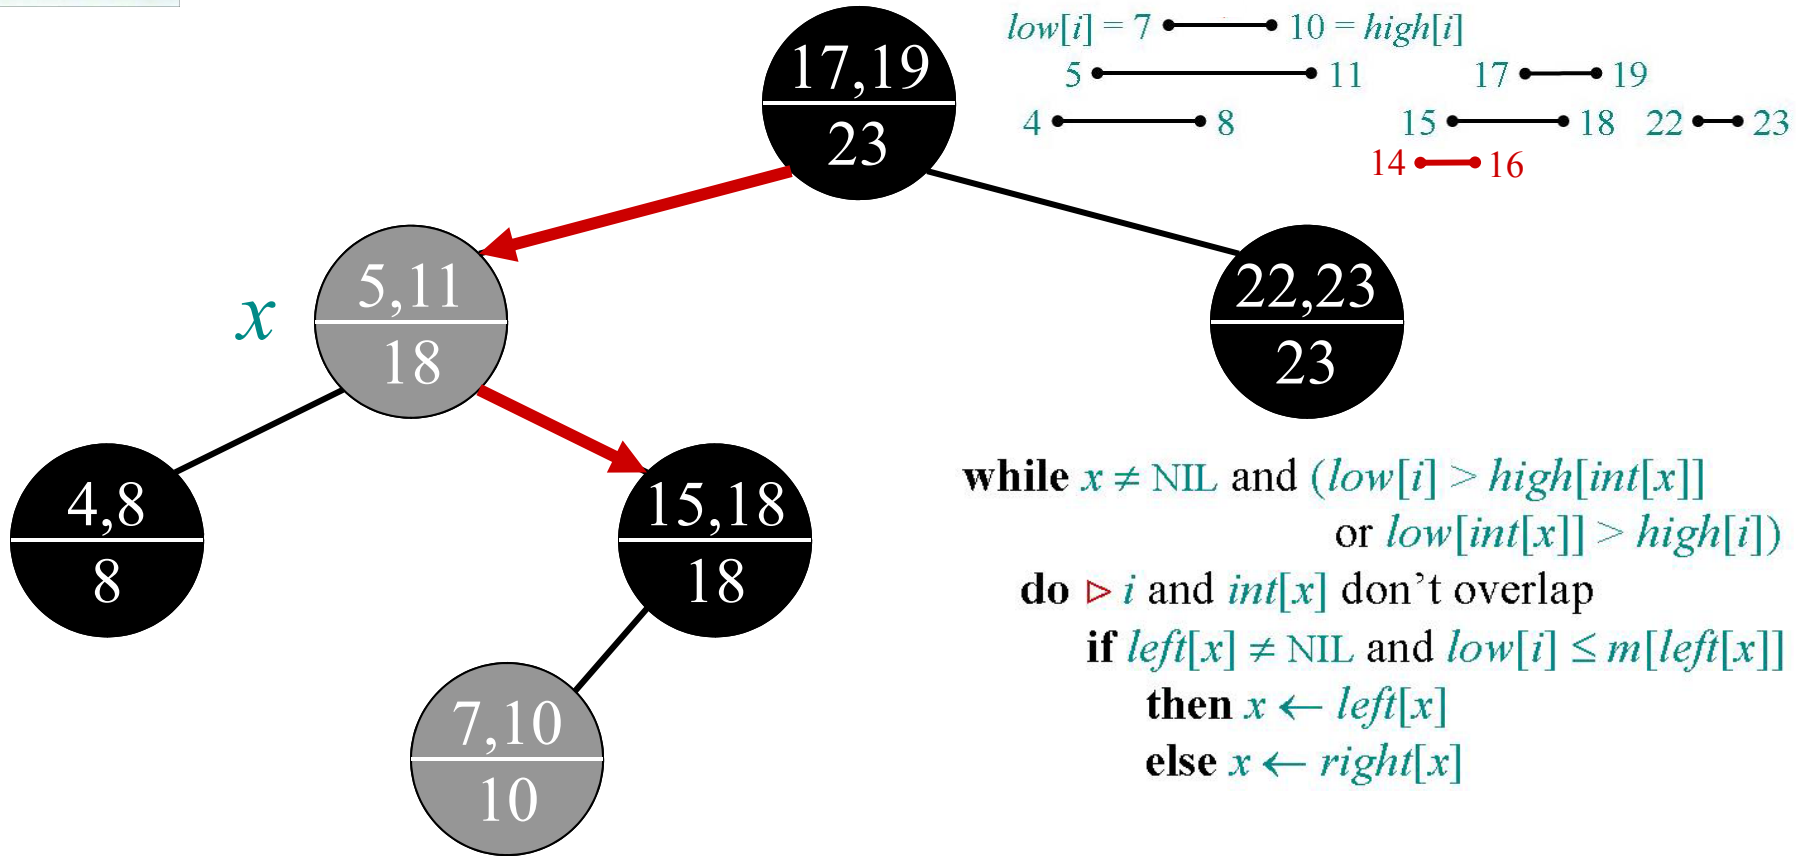 low[i] = 7 10 = high[i]
5 11 17 19
4 8 15 18 22 23
14 16
17,19
23
x
5,11
18
22,23
23
4,8
8
15,18
18
7,10
10
while x ≠ NIL and (low[i] > high[int[x]]
or low[int[x]] > high[i])
do ▷ i and int[x] don’t overlap
if left[x] ≠ NIL and low[i] ≤ m[left[x]]
then x ← left[x]
else x ← right[x]